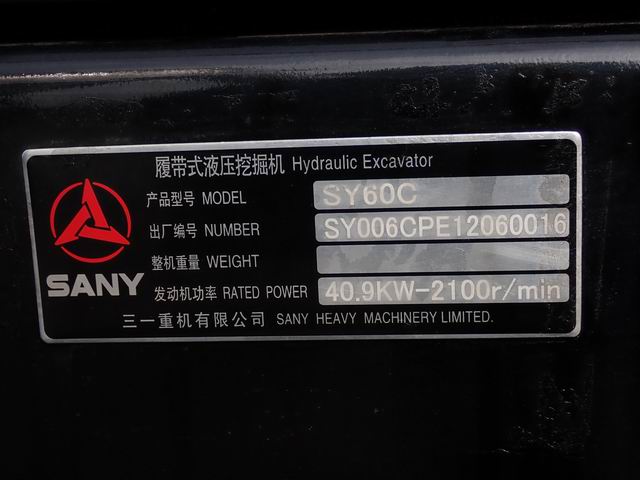 履带式液压挖掘机 Hydraulic Excavator
产品型号 MODEL SY60C
出厂编号 NUMBER SY006CPE12060016
整机重量 WEIGHT
发动机功率 RATED POWER 40.9KW-2100r/min
SANY
三一重机有限公司 SANY HEAVY MACHINERY LIMITED.